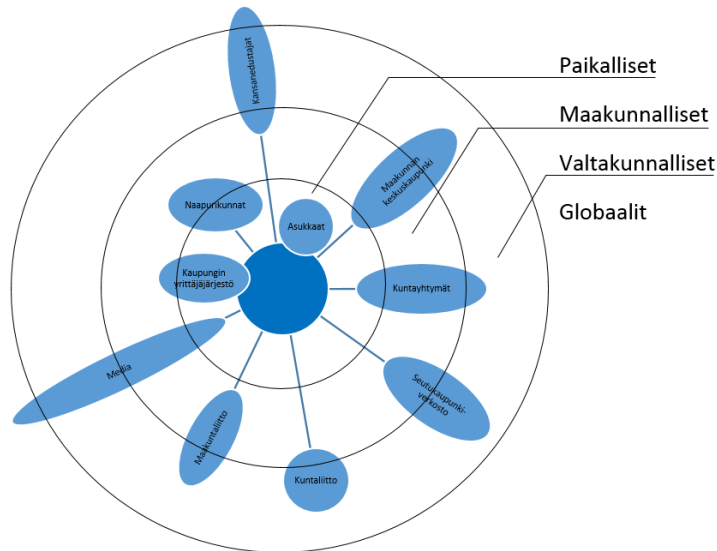 Kansanedustajat
Paikalliset
Maakunnalliset
Valtakunnalliset
Globaalit
Maakunnan
keskuskaupunki
Naapurikunnat
Asukkaat
Kaupungin
yrittäjäjärjestö
Kuntayhtymät
Media
Seutukaupunki-
verkosto
Maakuntaliitto
Kuntaliitto